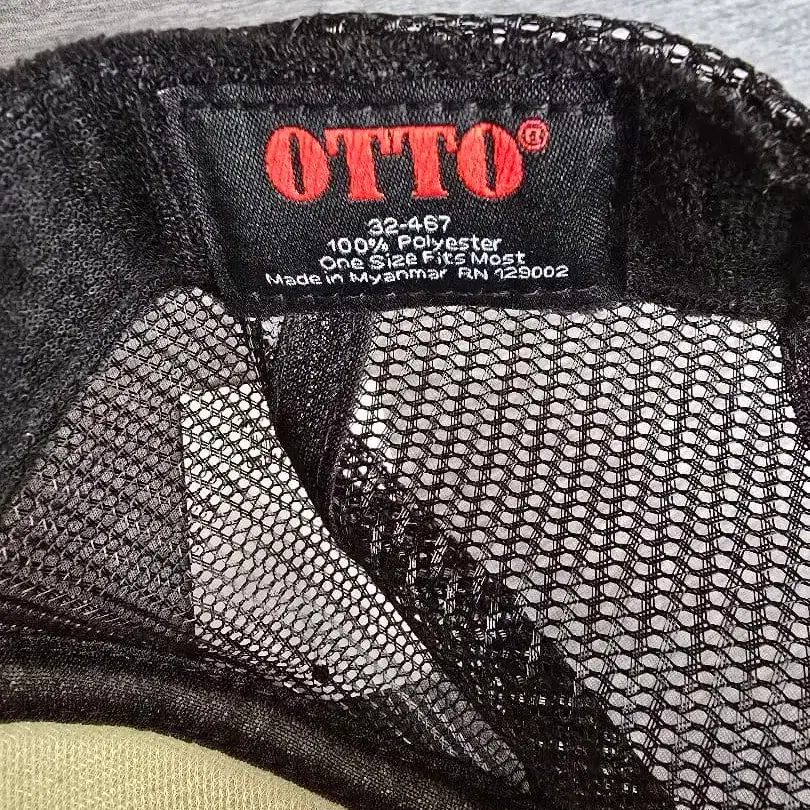 OTTO®
32-467
100% Polyester
One Size Fits Most
Made in Myanmar RN 129002